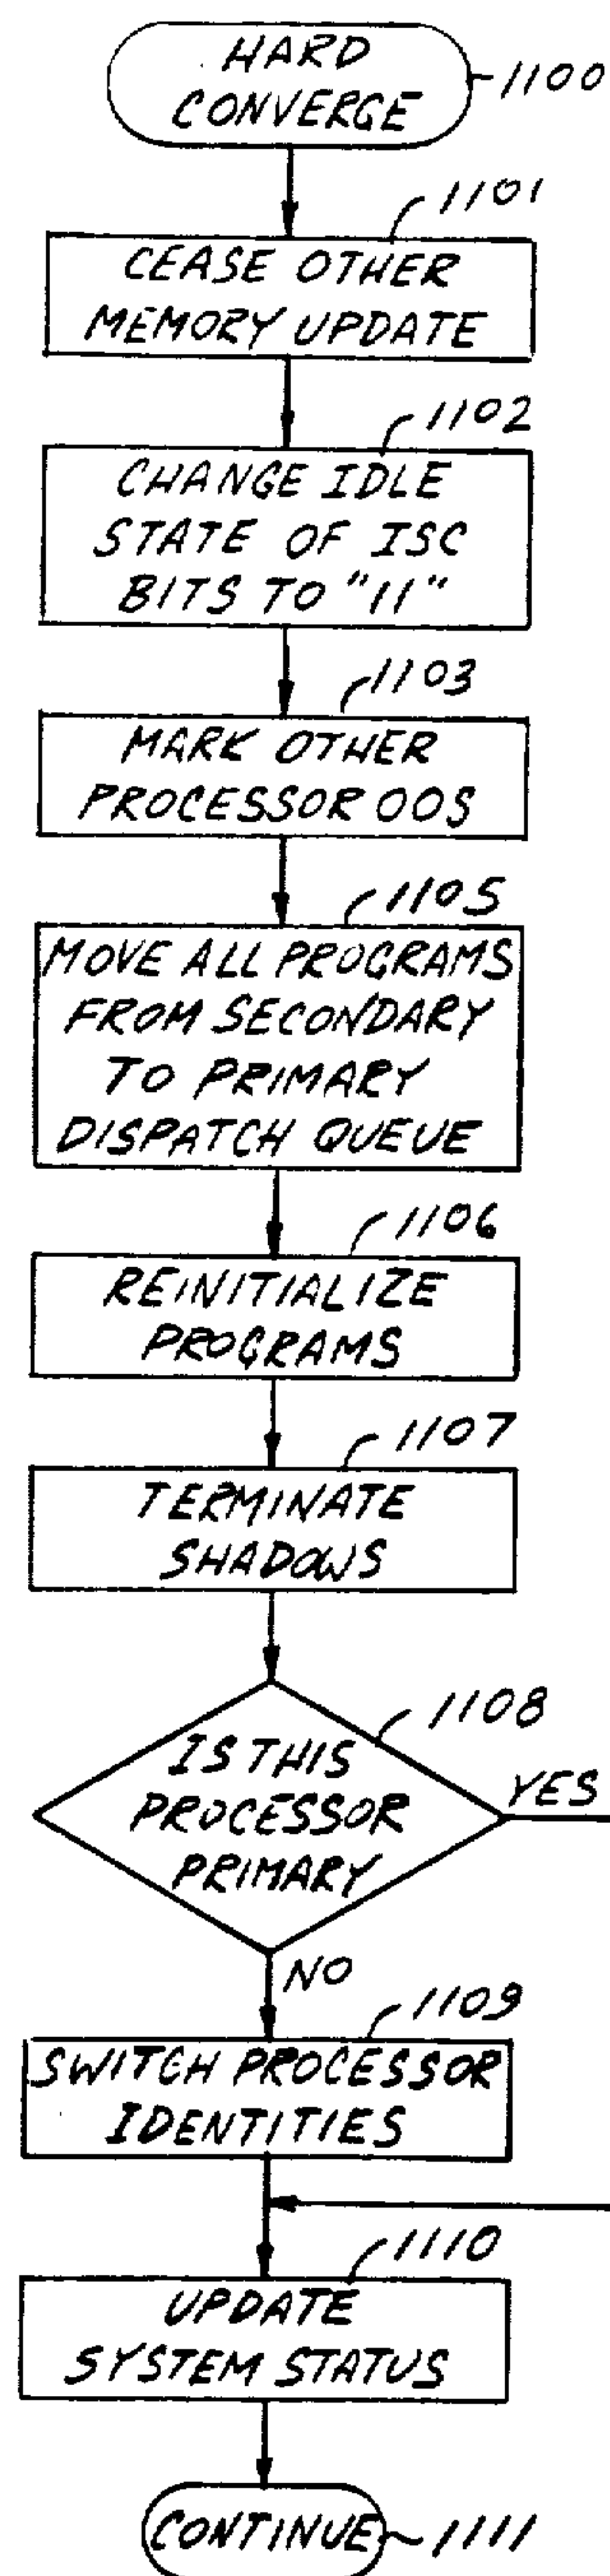 HARD
CONVERGE
1100
1101
CEASE OTHER
MEMORY UPDATE
1102
CHANGE IDLE
STATE OF ISC
BITS TO "11"
1103
MARK OTHER
PROCESSOR OOS
1105
MOVE ALL PROGRAMS
FROM SECONDARY
TO PRIMARY
DISPATCH QUEUE
1106
REINITIALIZE
PROGRAMS
1107
TERMINATE
SHADOWS
1108
IS THIS
PROCESSOR
PRIMARY
YES
NO
1109
SWITCH PROCESSOR
IDENTITIES
1110
UPDATE
SYSTEM STATUS
CONTINUE
1111